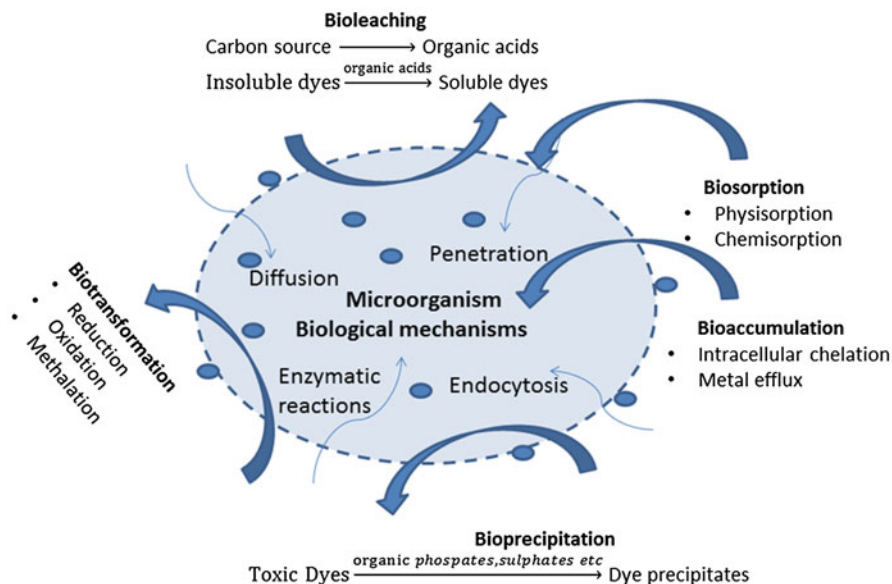 Bioleaching
Carbon source Organic acids
organic acids
Insoluble dyes Soluble dyes
Biosorption
• Physisorption
• Chemisorption
Penetration
Diffusion
Microorganism
Biological mechanisms
Biotransformation
• Reduction
• Oxidation
• Methalation
Bioaccumulation
• Intracellular chelation
• Metal efflux
Enzymatic
reactions
Endocytosis
Bioprecipitation
organic phospates,sulphates etc
Toxic Dyes Dye precipitates